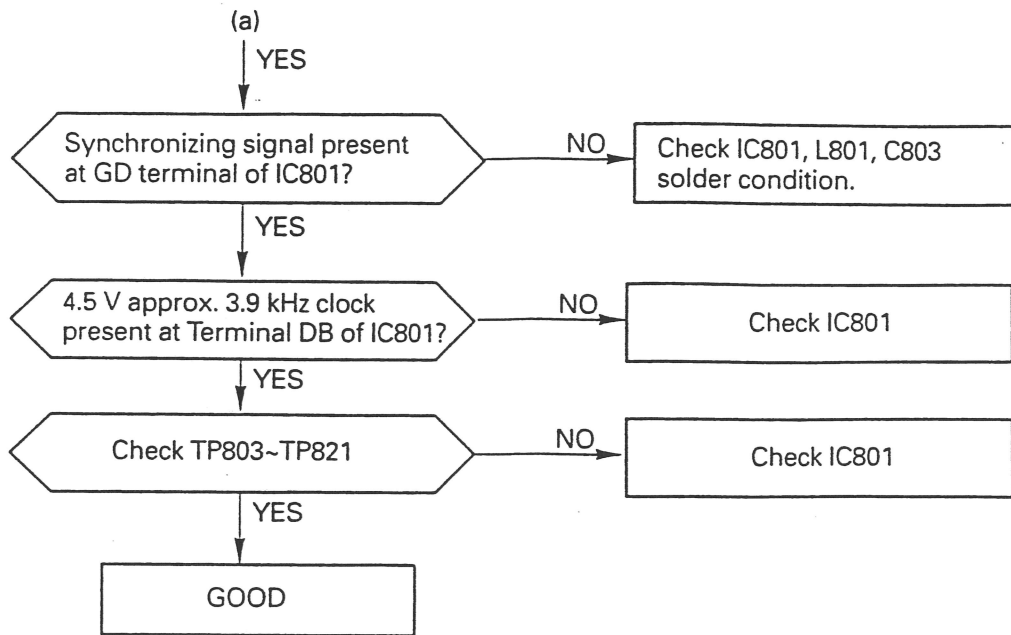 (a)
YES
Synchronizing signal present
at GD terminal of IC801?
NO
Check IC801, L801, C803
solder condition.
YES
4.5 V approx. 3.9 kHz clock
present at Terminal DB of IC801?
NO
Check IC801
YES
Check TP803~TP821
NO
Check IC801
YES
GOOD